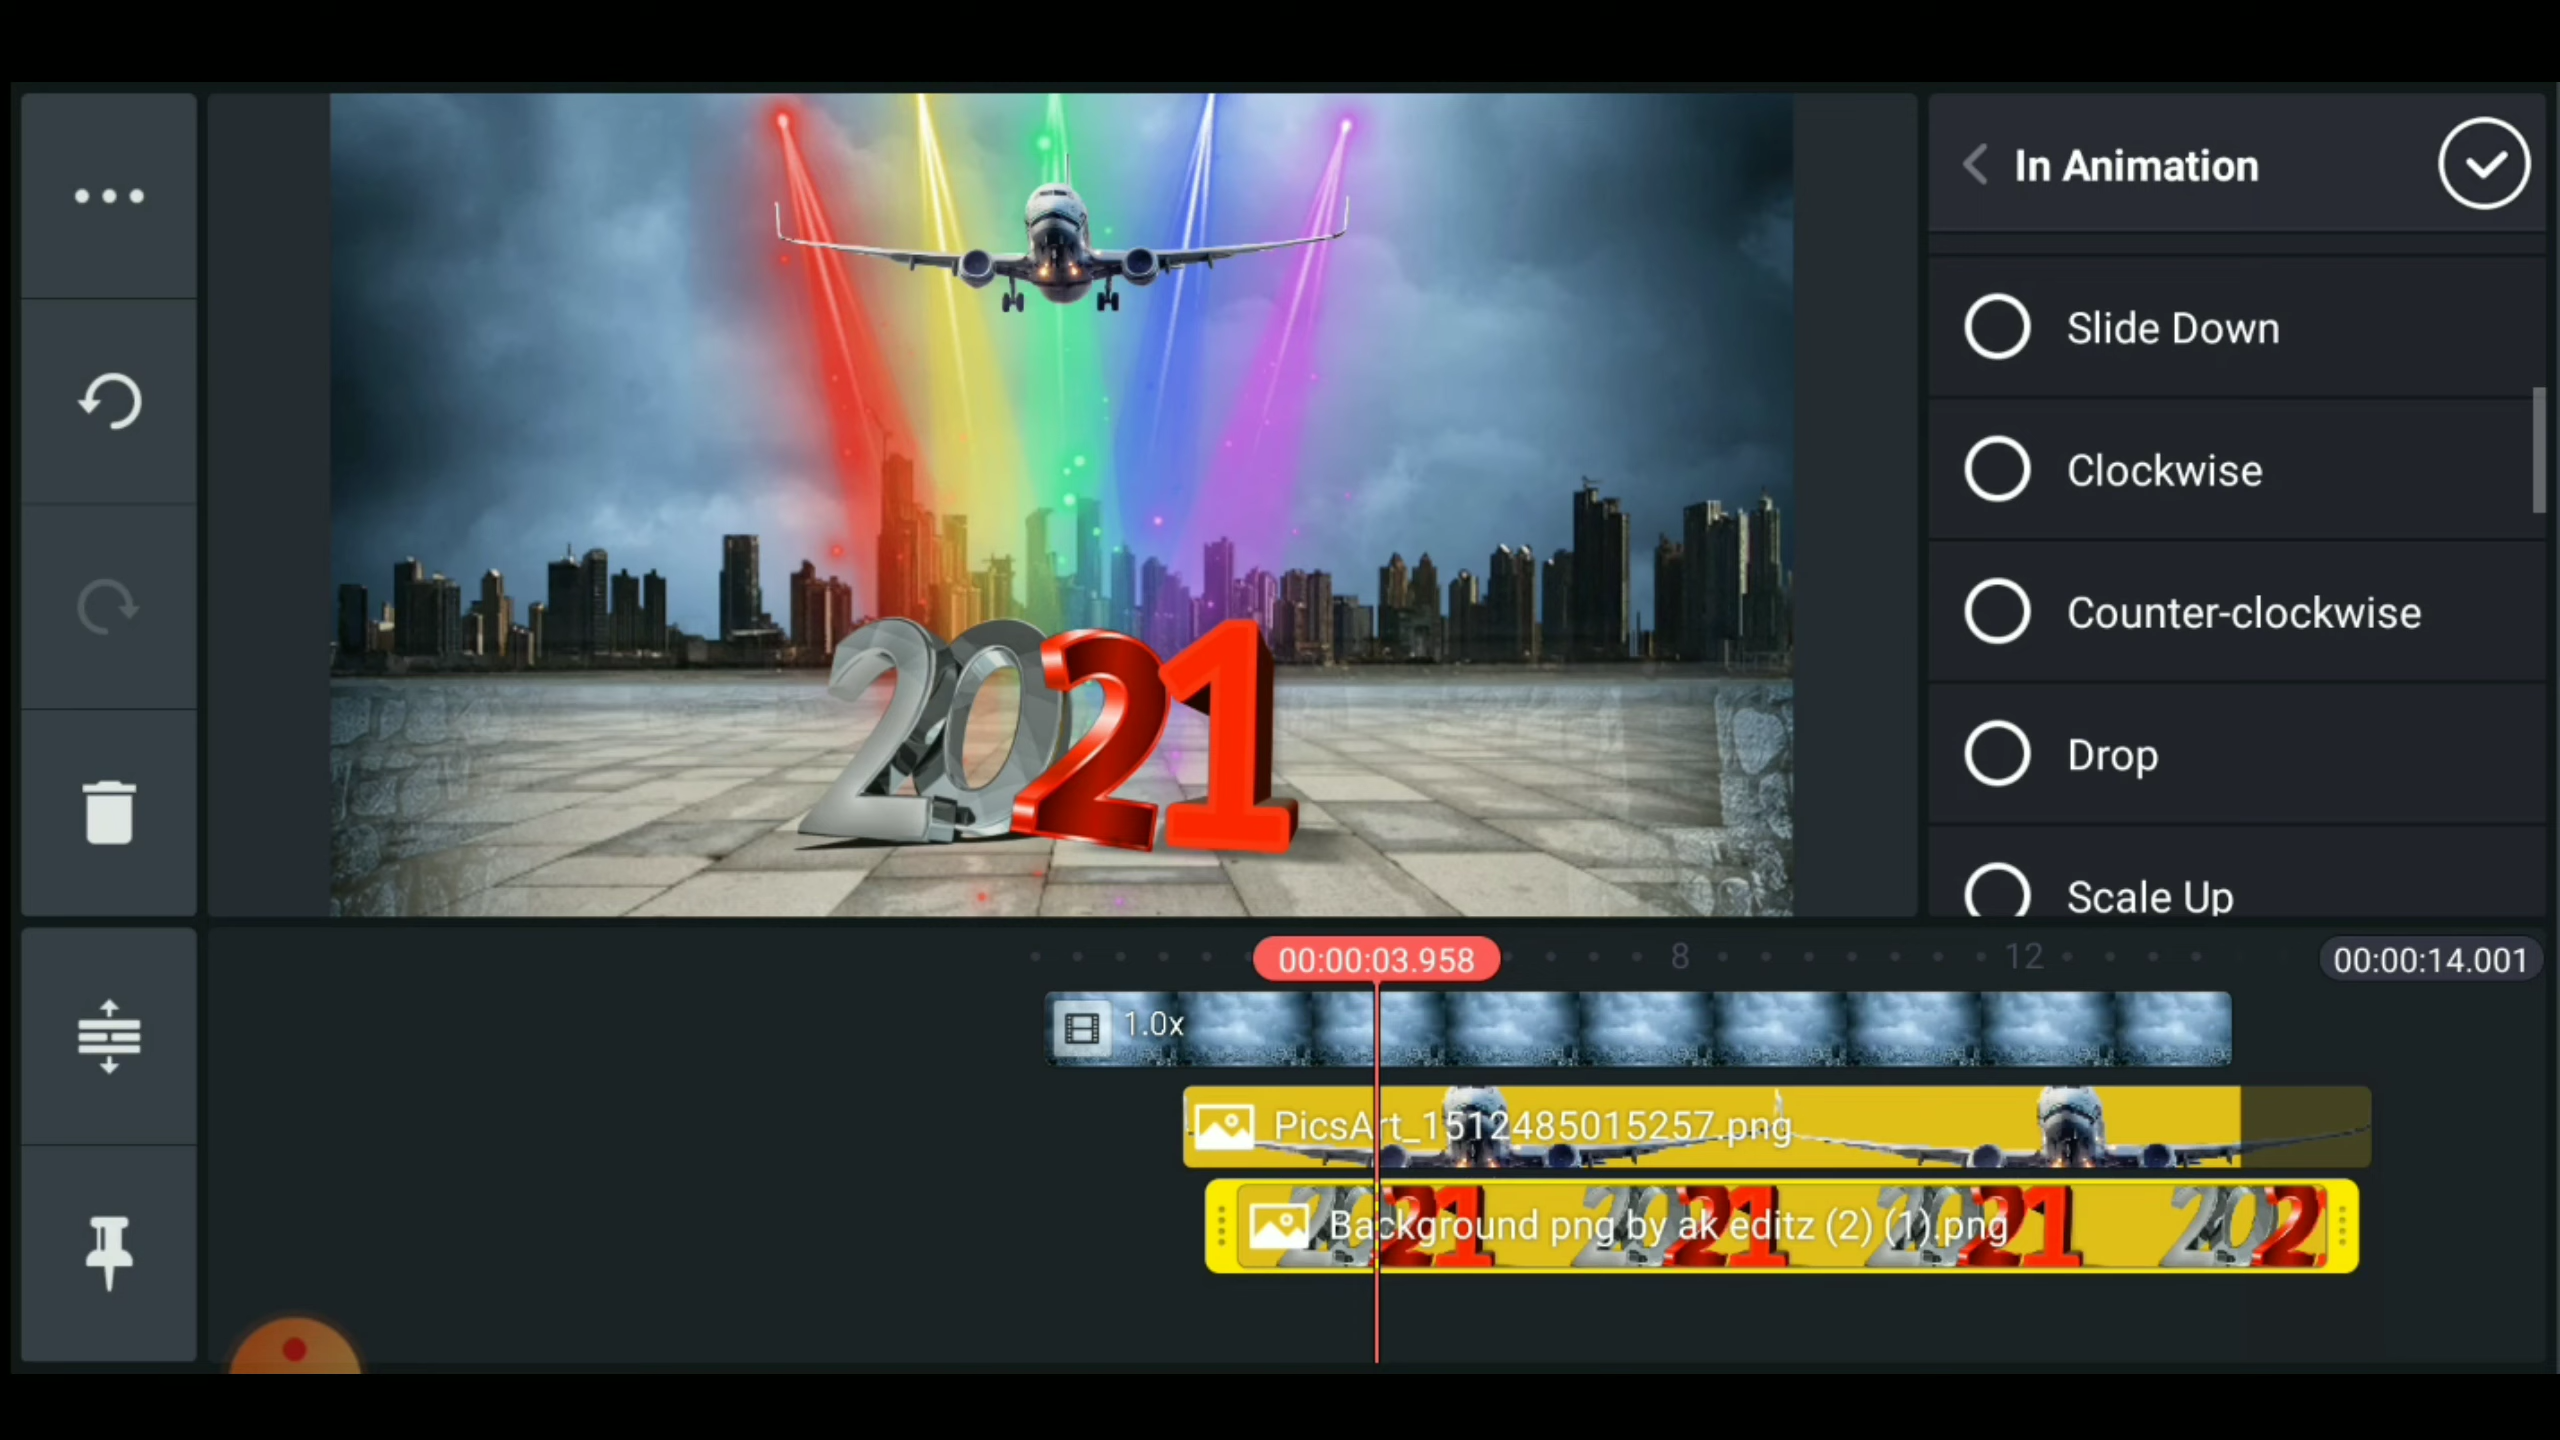 In Animation
Slide Down
Clockwise
Counter-clockwise
Drop
Scale Up
2021
00:00:03.958
8
12
00:00:14.001
1.0x
PicsArt_1512485015257.png
Background png by ak editz (2) (1).png